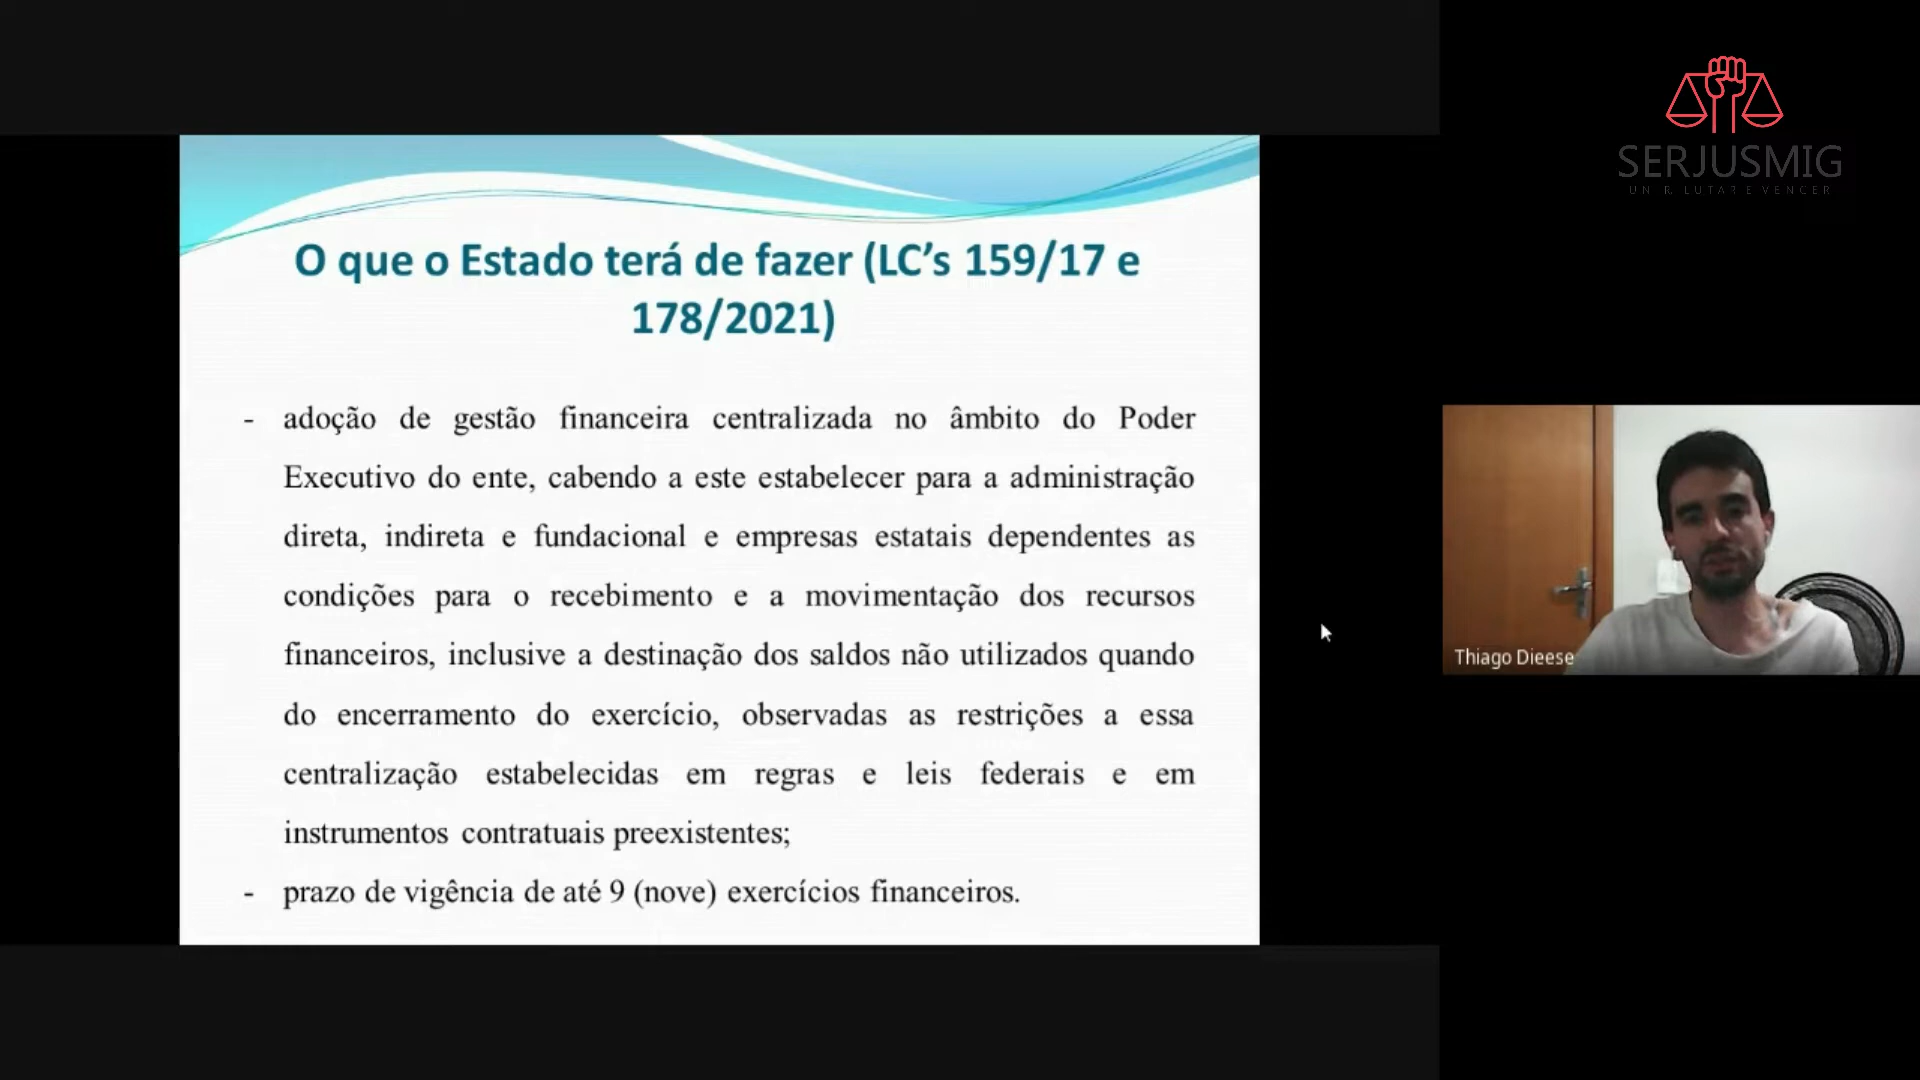 SERJUSMIG
UNIR, LUTAR E VENCER
O que o Estado terá de fazer (LC’s 159/17 e
178/2021)
- adoção de gestão financeira centralizada no âmbito do Poder
Executivo do ente, cabendo a este estabelecer para a administração
direta, indireta e fundacional e empresas estatais dependentes as
condições para o recebimento e a movimentação dos recursos
financeiros, inclusive a destinação dos saldos não utilizados quando
do encerramento do exercício, observadas as restrições a essa
centralização estabelecidas em regras e leis federais e em
instrumentos contratuais preexistentes;
- prazo de vigência de até 9 (nove) exercícios financeiros.
Thiago Dieese